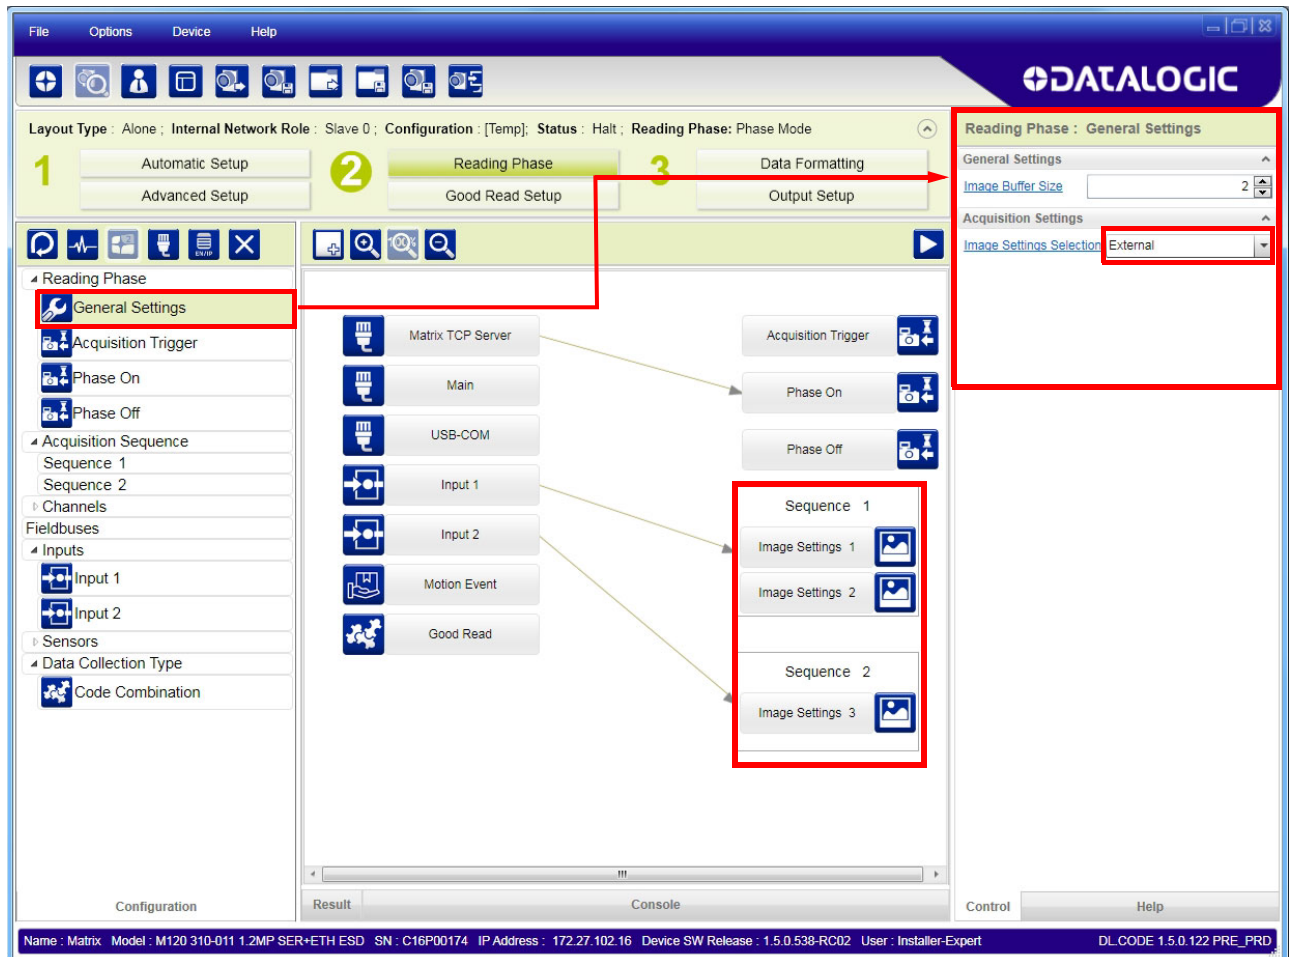 File Options Device Help
DATALOGIC
Layout Type : Alone ; Internal Network Role : Slave 0 ; Configuration : [Temp]; Status : Halt ; Reading Phase: Phase Mode
1 Automatic Setup 2 Reading Phase 3 Data Formatting
Advanced Setup Good Read Setup Output Setup
EN/IP
100%
Reading Phase
General Settings
Acquisition Trigger
Phase On
Phase Off
Acquisition Sequence
Sequence 1
Sequence 2
Channels
Fieldbuses
Inputs
Input 1
Input 2
Sensors
Data Collection Type
Code Combination
Configuration
Matrix TCP Server
Main
USB-COM
Input 1
Input 2
Motion Event
Good Read
Acquisition Trigger
Phase On
Phase Off
Sequence 1
Image Settings 1
Image Settings 2
Sequence 2
Image Settings 3
Result Console
Reading Phase : General Settings
General Settings
Image Buffer Size 2
Acquisition Settings
Image Settings Selection External
Control Help
Name : Matrix Model : M120 310-011 1.2MP SER+ETH ESD SN : C16P00174 IP Address : 172.27.102.16 Device SW Release : 1.5.0.538-RC02 User : Installer-Expert DL.CODE 1.5.0.122 PRE_PRD